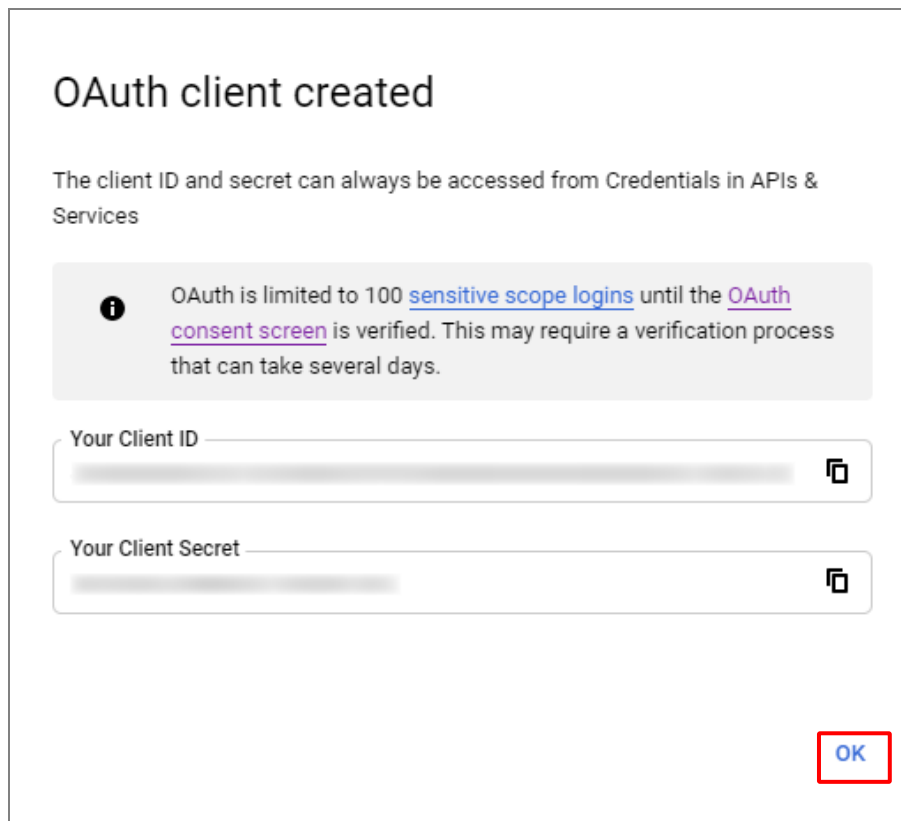 OAuth client created
The client ID and secret can always be accessed from Credentials in APIs &
Services
OAuth is limited to 100 sensitive scope logins until the OAuth
consent screen is verified. This may require a verification process
that can take several days.
Your Client ID
Your Client Secret
OK